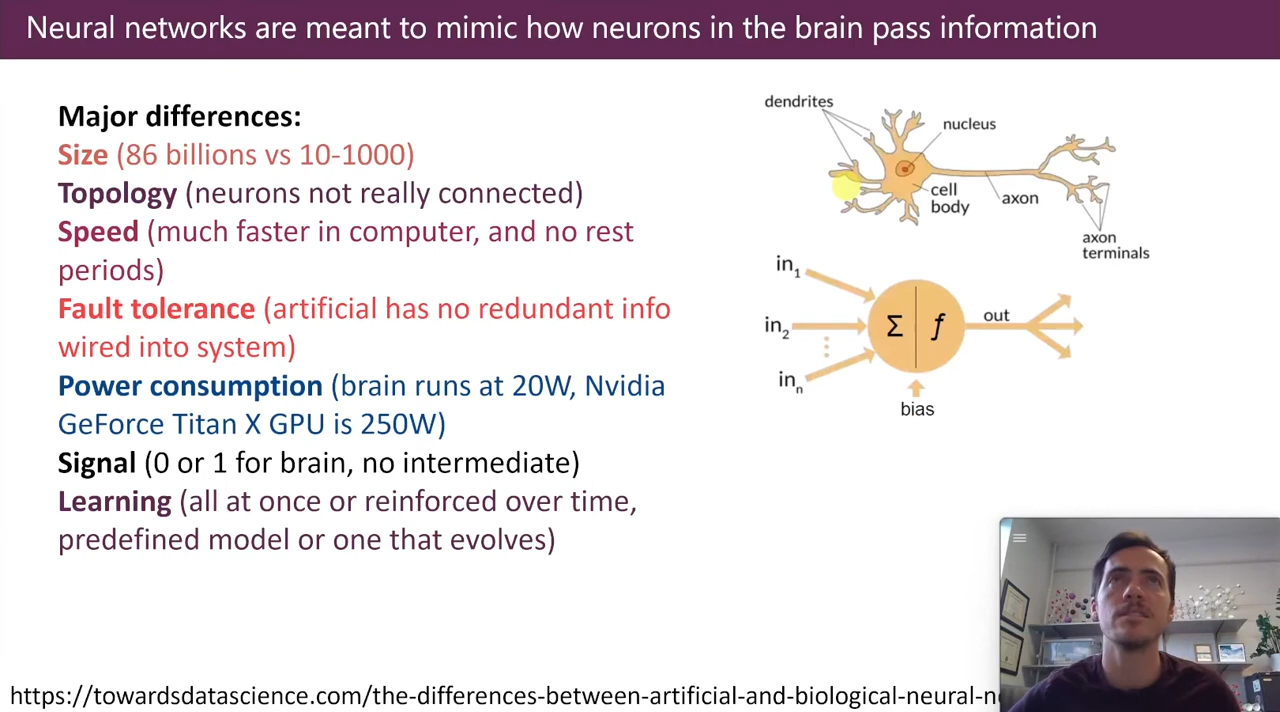 Neural networks are meant to mimic how neurons in the brain pass information
Major differences:
Size (86 billions vs 10-1000)
Topology (neurons not really connected)
Speed (much faster in computer, and no rest
periods)
Fault tolerance (artificial has no redundant info
wired into system)
Power consumption (brain runs at 20W, Nvidia
GeForce Titan X GPU is 250W)
Signal (0 or 1 for brain, no intermediate)
Learning (all at once or reinforced over time,
predefined model or one that evolves)
dendrites
nucleus
cell
body
axon
axon
terminals
in1
in2
inn
Σ f
out
bias
https://towardsdatascience.com/the-differences-between-artificial-and-biological-neural-n